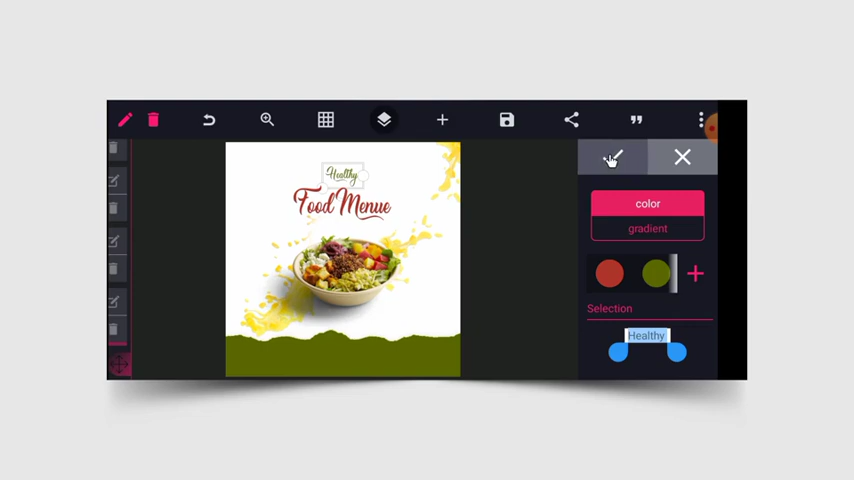 Healthy
Food Menue
color
gradient
Selection
Healthy